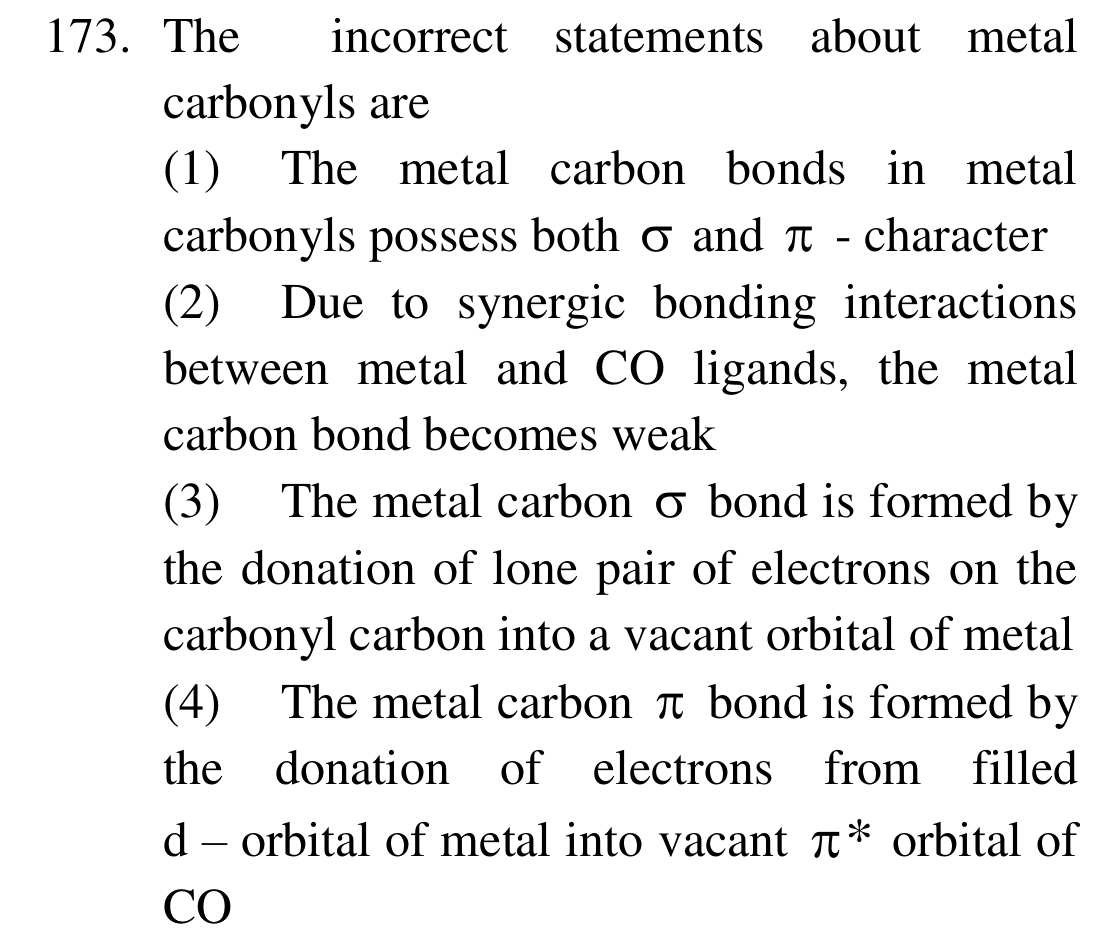 173. The incorrect statements about metal
carbonyls are
(1) The metal carbon bonds in metal
carbonyls possess both σ and π - character
(2) Due to synergic bonding interactions
between metal and CO ligands, the metal
carbon bond becomes weak
(3) The metal carbon σ bond is formed by
the donation of lone pair of electrons on the
carbonyl carbon into a vacant orbital of metal
(4) The metal carbon π bond is formed by
the donation of electrons from filled
d – orbital of metal into vacant π* orbital of
CO